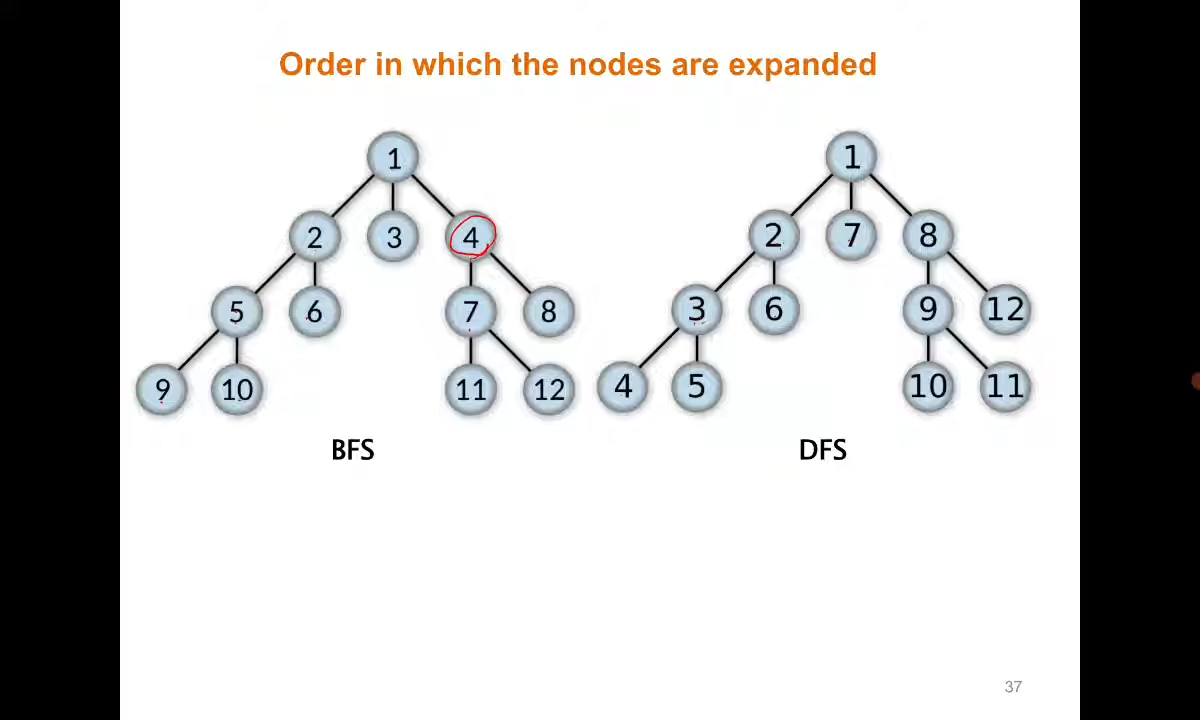 Order in which the nodes are expanded
1 1
2 3 4 2 7 8
5 6 7 8 3 6 9 12
9 10 11 12 4 5 10 11
BFS DFS
37